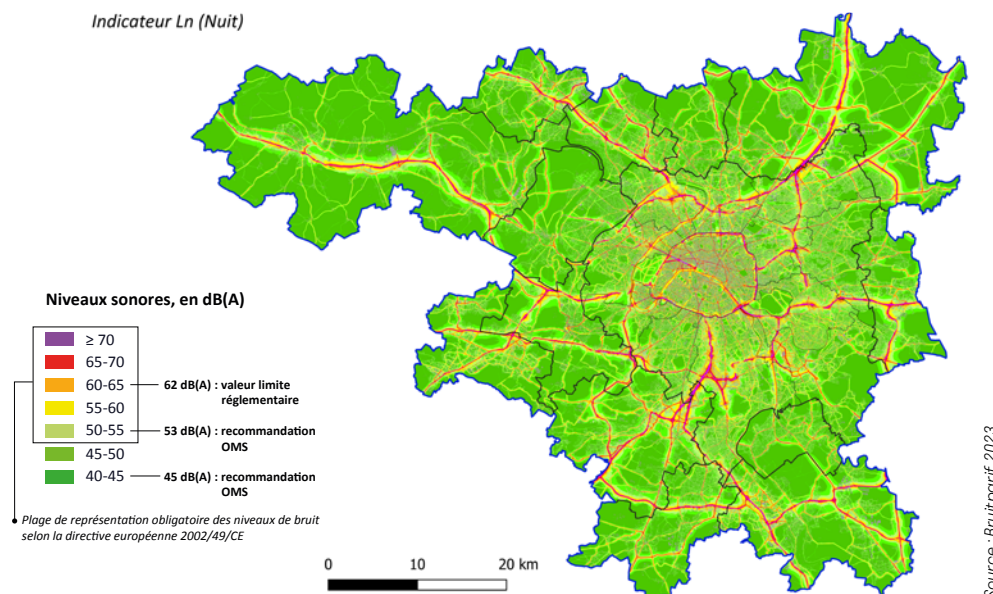 Indicateur Ln (Nuit)
Niveaux sonores, en dB(A)
≥ 70
65-70
60-65
62 dB(A) : valeur limite
réglementaire
55-60
50-55
53 dB(A) : recommandation
OMS
45-50
40-45
45 dB(A) : recommandation
OMS
Plage de représentation obligatoire des niveaux de bruit
selon la directive européenne 2002/49/CE
0 10 20 km
Source : Bruitparif 2023